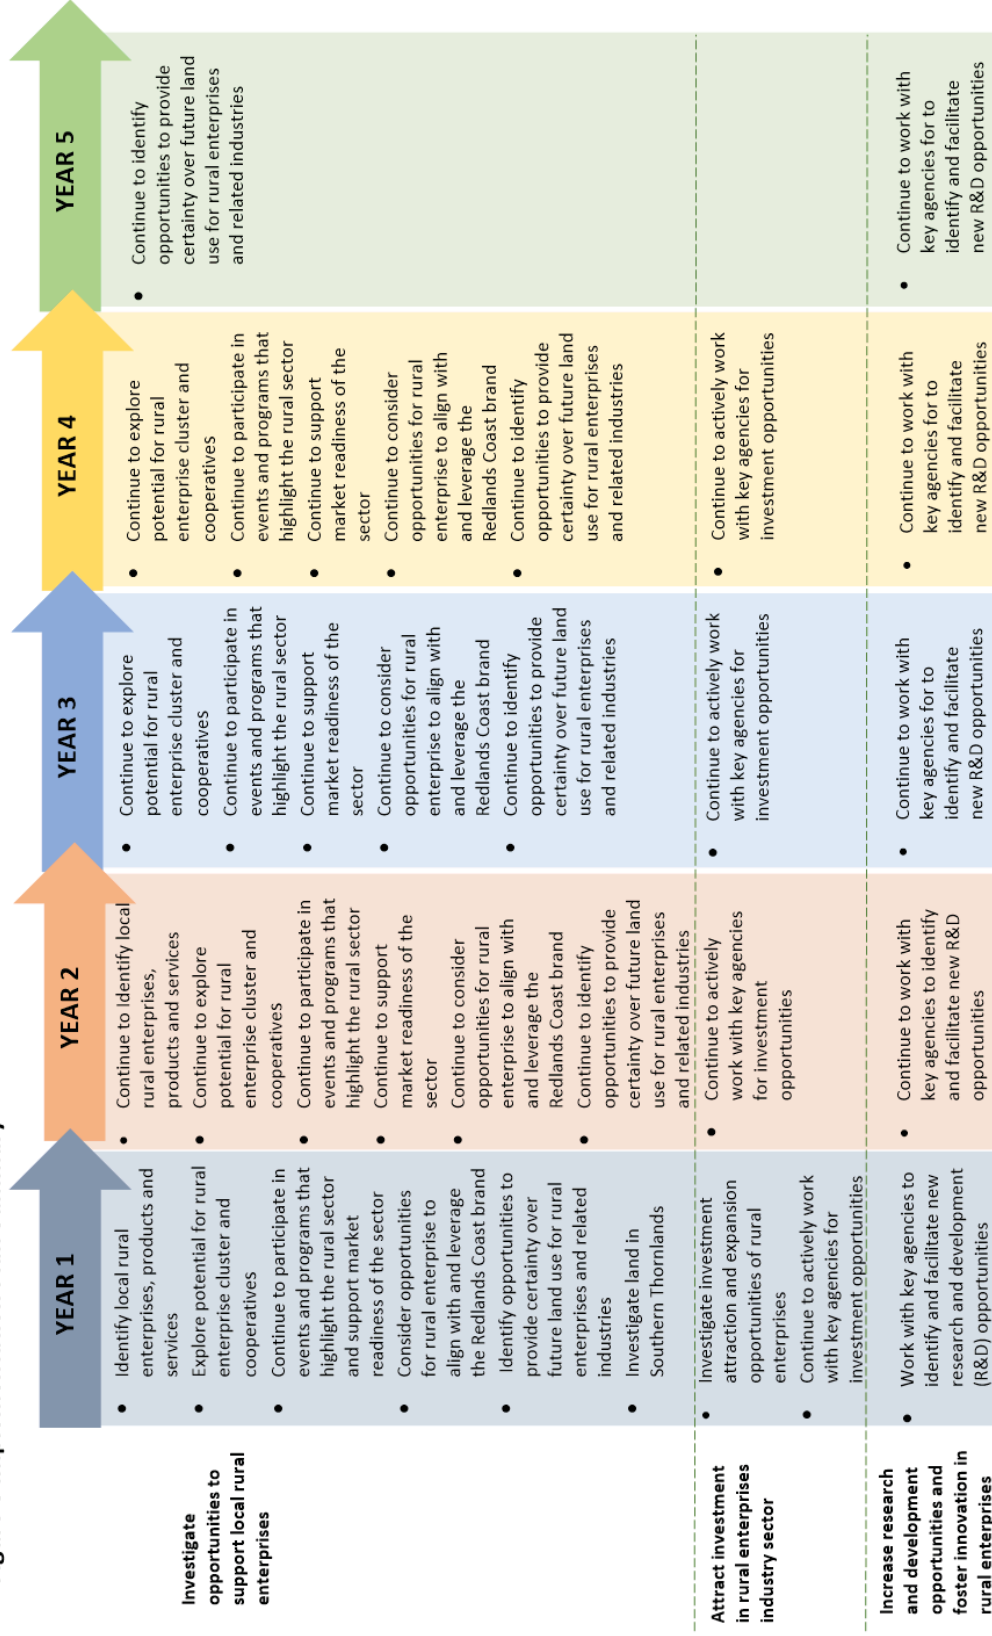 YEAR 1
YEAR 2
YEAR 3
YEAR 4
YEAR 5
Investigate
opportunities to
support local rural
enterprises
• Identify local rural
enterprises, products and
services
• Explore potential for rural
enterprise cluster and
cooperatives
• Continue to participate in
events and programs that
highlight the rural sector
and support market
readiness of the sector
• Consider opportunities
for rural enterprise to
align with and leverage
the Redlands Coast brand
• Identify opportunities to
provide certainty over
future land use for rural
enterprises and related
industries
• Investigate land in
Southern Thornlands
• Continue to Identify local
rural enterprises,
products and services
• Continue to explore
potential for rural
enterprise cluster and
cooperatives
• Continue to participate in
events and programs that
highlight the rural sector
• Continue to support
market readiness of the
sector
• Continue to consider
opportunities for rural
enterprise to align with
and leverage the
Redlands Coast brand
• Continue to identify
opportunities to provide
certainty over future land
use for rural enterprises
and related industries
• Continue to explore
potential for rural
enterprise cluster and
cooperatives
• Continue to participate in
events and programs that
highlight the rural sector
• Continue to support
market readiness of the
sector
• Continue to consider
opportunities for rural
enterprise to align with
and leverage the
Redlands Coast brand
• Continue to identify
opportunities to provide
certainty over future land
use for rural enterprises
and related industries
• Continue to explore
potential for rural
enterprise cluster and
cooperatives
• Continue to participate in
events and programs that
highlight the rural sector
• Continue to support
market readiness of the
sector
• Continue to consider
opportunities for rural
enterprise to align with
and leverage the
Redlands Coast brand
• Continue to identify
opportunities to provide
certainty over future land
use for rural enterprises
and related industries
• Continue to identify
opportunities to provide
certainty over future land
use for rural enterprises
and related industries
Attract investment
in rural enterprises
industry sector
• Investigate investment
attraction and expansion
opportunities of rural
enterprises
• Continue to actively work
with key agencies for
investment opportunities
• Continue to actively
work with key agencies
for investment
opportunities
• Continue to actively work
with key agencies for
investment opportunities
• Continue to actively work
with key agencies for
investment opportunities
Increase research
and development
opportunities and
foster innovation in
rural enterprises
• Work with key agencies to
identify and facilitate new
research and development
(R&D) opportunities
• Continue to work with
key agencies to identify
and facilitate new R&D
opportunities
• Continue to work with
key agencies for to
identify and facilitate
new R&D opportunities
• Continue to work with
key agencies for to
identify and facilitate
new R&D opportunities
• Continue to work with
key agencies for to
identify and facilitate
new R&D opportunities